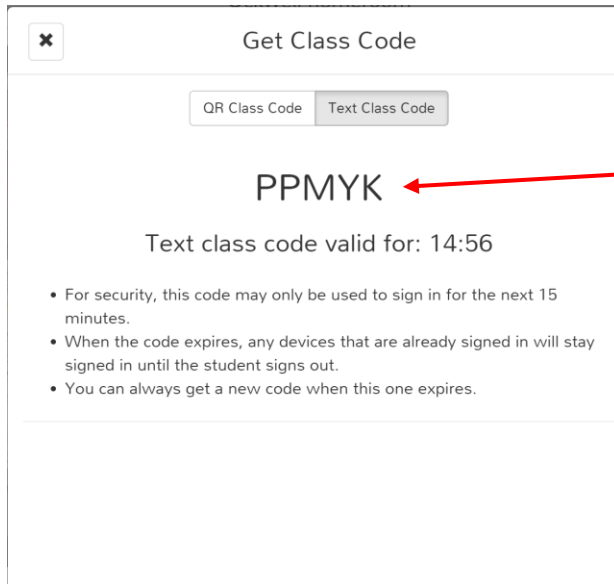 Get Class Code
QR Class Code Text Class Code
PPMYK
Text class code valid for: 14:56
• For security, this code may only be used to sign in for the next 15
minutes.
• When the code expires, any devices that are already signed in will stay
signed in until the student signs out.
• You can always get a new code when this one expires.